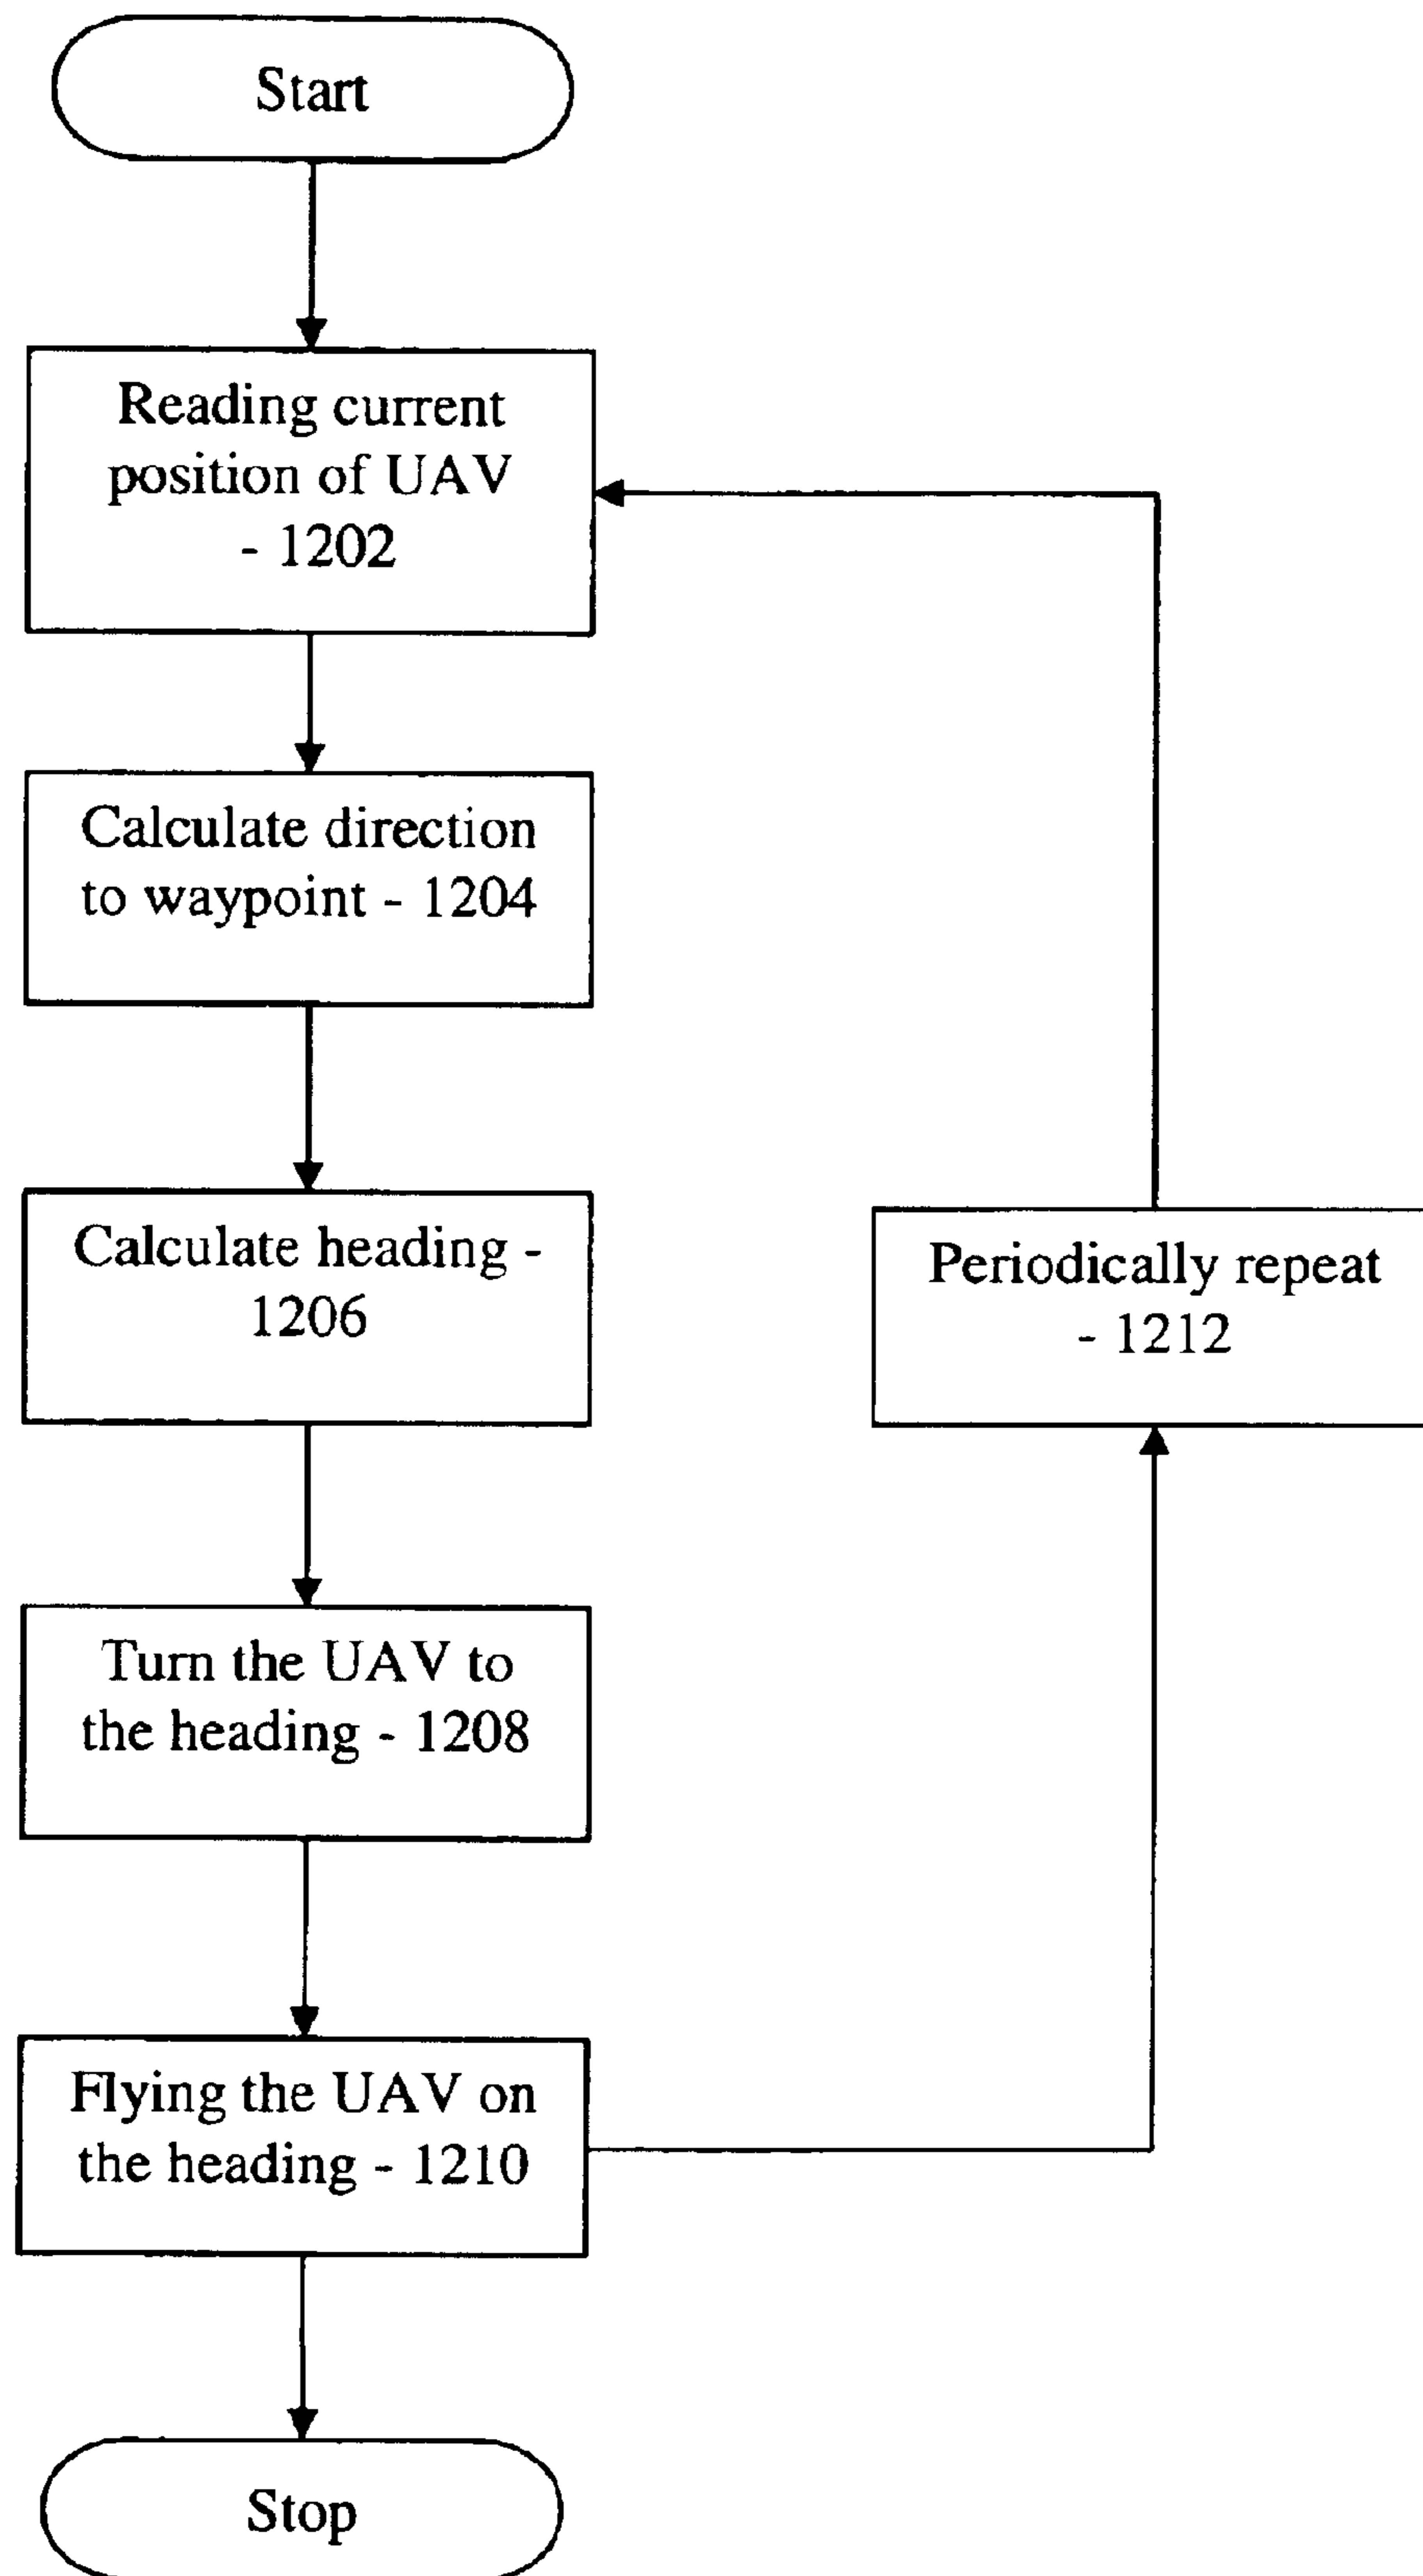 Start
Reading current
position of UAV
- 1202
Calculate direction
to waypoint - 1204
Calculate heading -
1206
Periodically repeat
- 1212
Turn the UAV to
the heading - 1208
Flying the UAV on
the heading - 1210
Stop